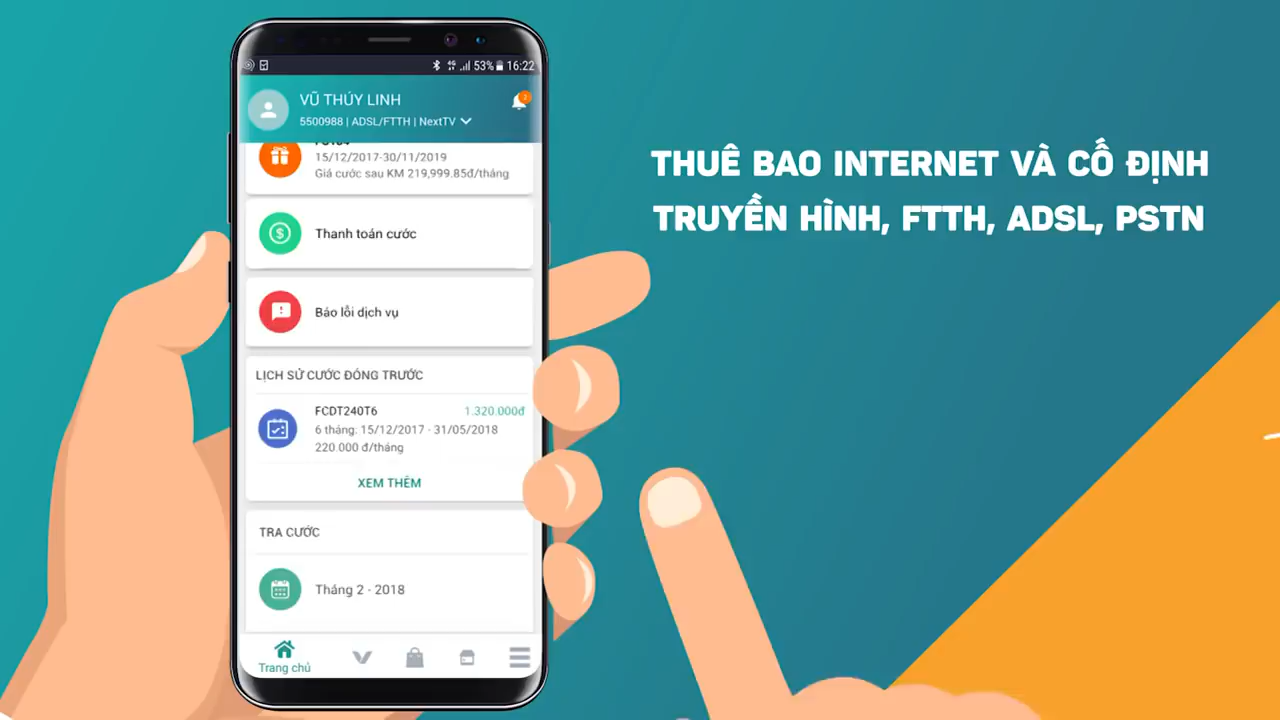 53% 16:22
VŨ THÚY LINH
5500988 | ADSL/FTTH | NextTV
15/12/2017-30/11/2019
Giá cước sau KM 219,999.85đ/tháng
Thanh toán cước
Báo lỗi dịch vụ
LỊCH SỬ CƯỚC ĐÓNG TRƯỚC
FCDT240T6 1.320.000đ
6 tháng: 15/12/2017 - 31/05/2018
220.000 đ/tháng
XEM THÊM
TRA CƯỚC
Tháng 2 - 2018
Trang chủ
THUÊ BAO INTERNET VÀ CỐ ĐỊNH
TRUYỀN HÌNH, FTTH, ADSL, PSTN